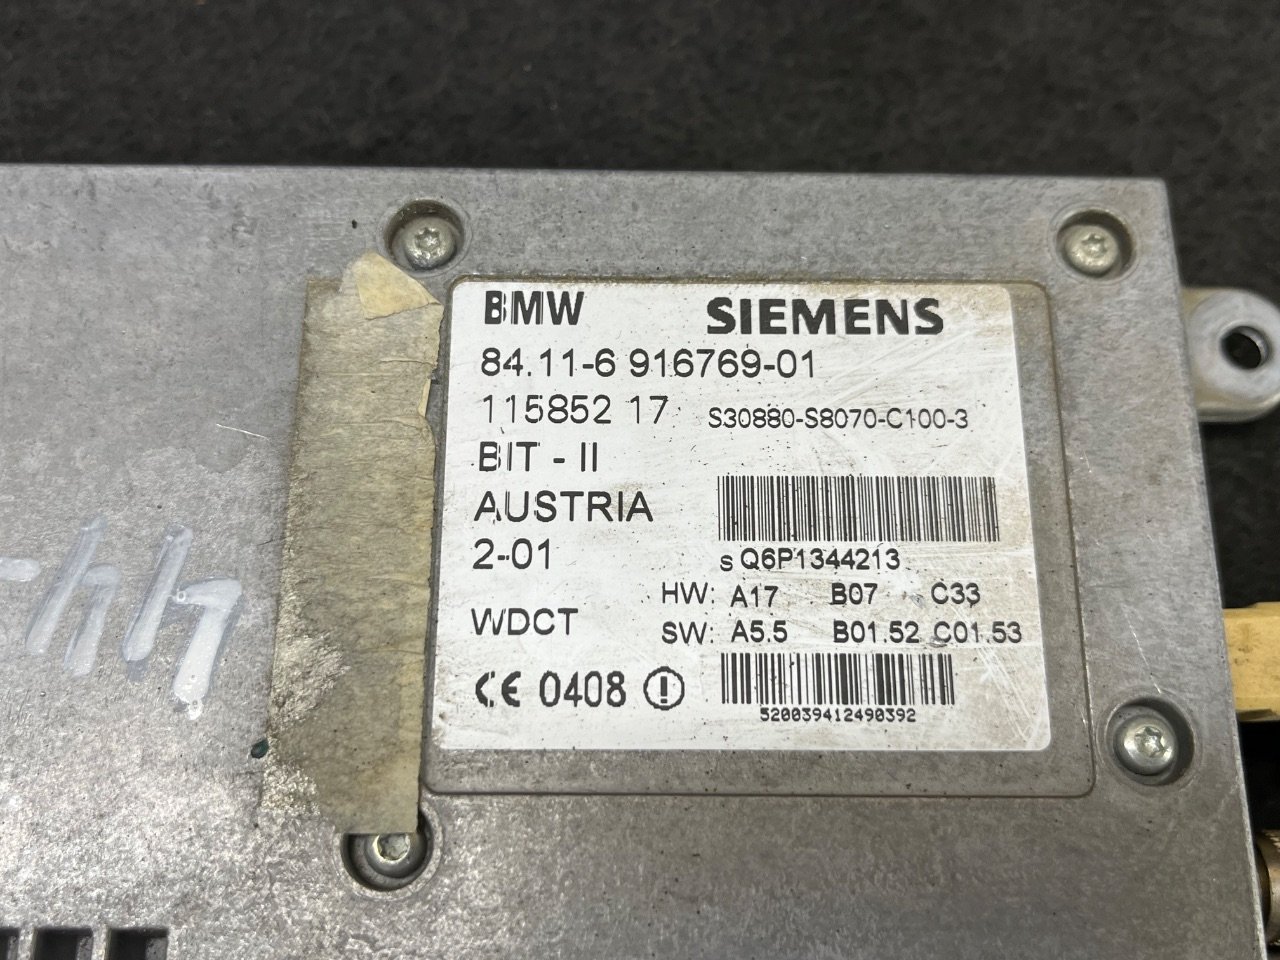 BMW SIEMENS
84.11-6 916769-01
115852 17 S30880-S8070-C100-3
BIT - II
AUSTRIA
2-01 s Q6P1344213
HW: A17 B07 C33
WDCT SW: A5.5 B01.52 C01.53
CE 0408
520039412490392